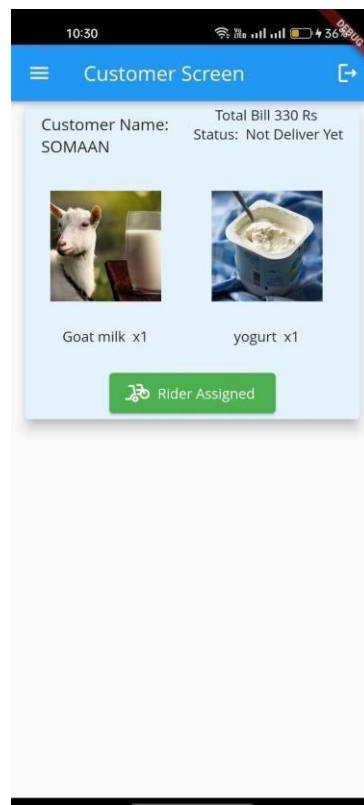 10:30
36%
DEBUG
Customer Screen
Customer Name:
SOMAAN
Total Bill 330 Rs
Status: Not Deliver Yet
Goat milk x1
yogurt x1
Rider Assigned